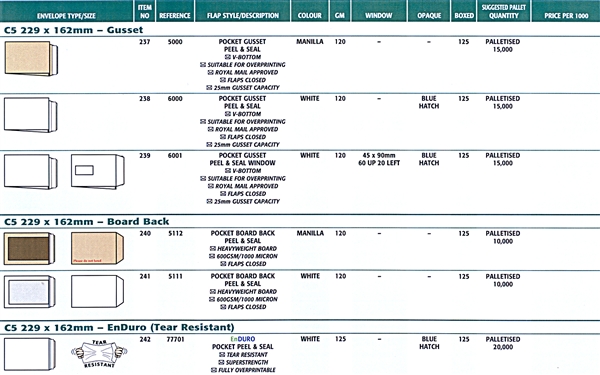 ENVELOPE TYPE/SIZE ITEM NO REFERENCE FLAP STYLE/DESCRIPTION COLOUR GM WINDOW OPAQUE BOXED SUGGESTED PALLET QUANTITY PRICE PER 1000
C5 229 x 162mm – Gusset
237 5000 POCKET GUSSET MANILLA 120 – – 125 PALLETISED
PEEL & SEAL 15,000
☒ V-BOTTOM
☒ SUITABLE FOR OVERPRINTING
☒ ROYAL MAIL APPROVED
☒ FLAPS CLOSED
☒ 25mm GUSSET CAPACITY
238 6000 POCKET GUSSET WHITE 120 – BLUE 125 PALLETISED
PEEL & SEAL HATCH 15,000
☒ V-BOTTOM
☒ SUITABLE FOR OVERPRINTING
☒ ROYAL MAIL APPROVED
☒ FLAPS CLOSED
☒ 25mm GUSSET CAPACITY
239 6001 POCKET GUSSET WHITE 120 45 x 90mm BLUE 125 PALLETISED
PEEL & SEAL WINDOW 60 UP 20 LEFT HATCH 15,000
☒ V-BOTTOM
☒ SUITABLE FOR OVERPRINTING
☒ ROYAL MAIL APPROVED
☒ FLAPS CLOSED
☒ 25mm GUSSET CAPACITY
C5 229 x 162mm – Board Back
240 5112 POCKET BOARD BACK MANILLA 120 – – 125 PALLETISED
PEEL & SEAL 10,000
☒ HEAVYWEIGHT BOARD
☒ 600GSM/1000 MICRON
☒ FLAPS CLOSED
Please do not bend
241 5111 POCKET BOARD BACK WHITE 120 – – 125 PALLETISED
PEEL & SEAL 10,000
☒ HEAVYWEIGHT BOARD
☒ 600GSM/1000 MICRON
☒ FLAPS CLOSED
C5 229 x 162mm – EnDuro (Tear Resistant)
242 77701 EnDURO WHITE 125 – BLUE 125 PALLETISED
POCKET PEEL & SEAL HATCH 20,000
☒ TEAR RESISTANT
☒ SUPERSTRENGTH
☒ FULLY OVERPRINTABLE
TEAR
RESISTANT